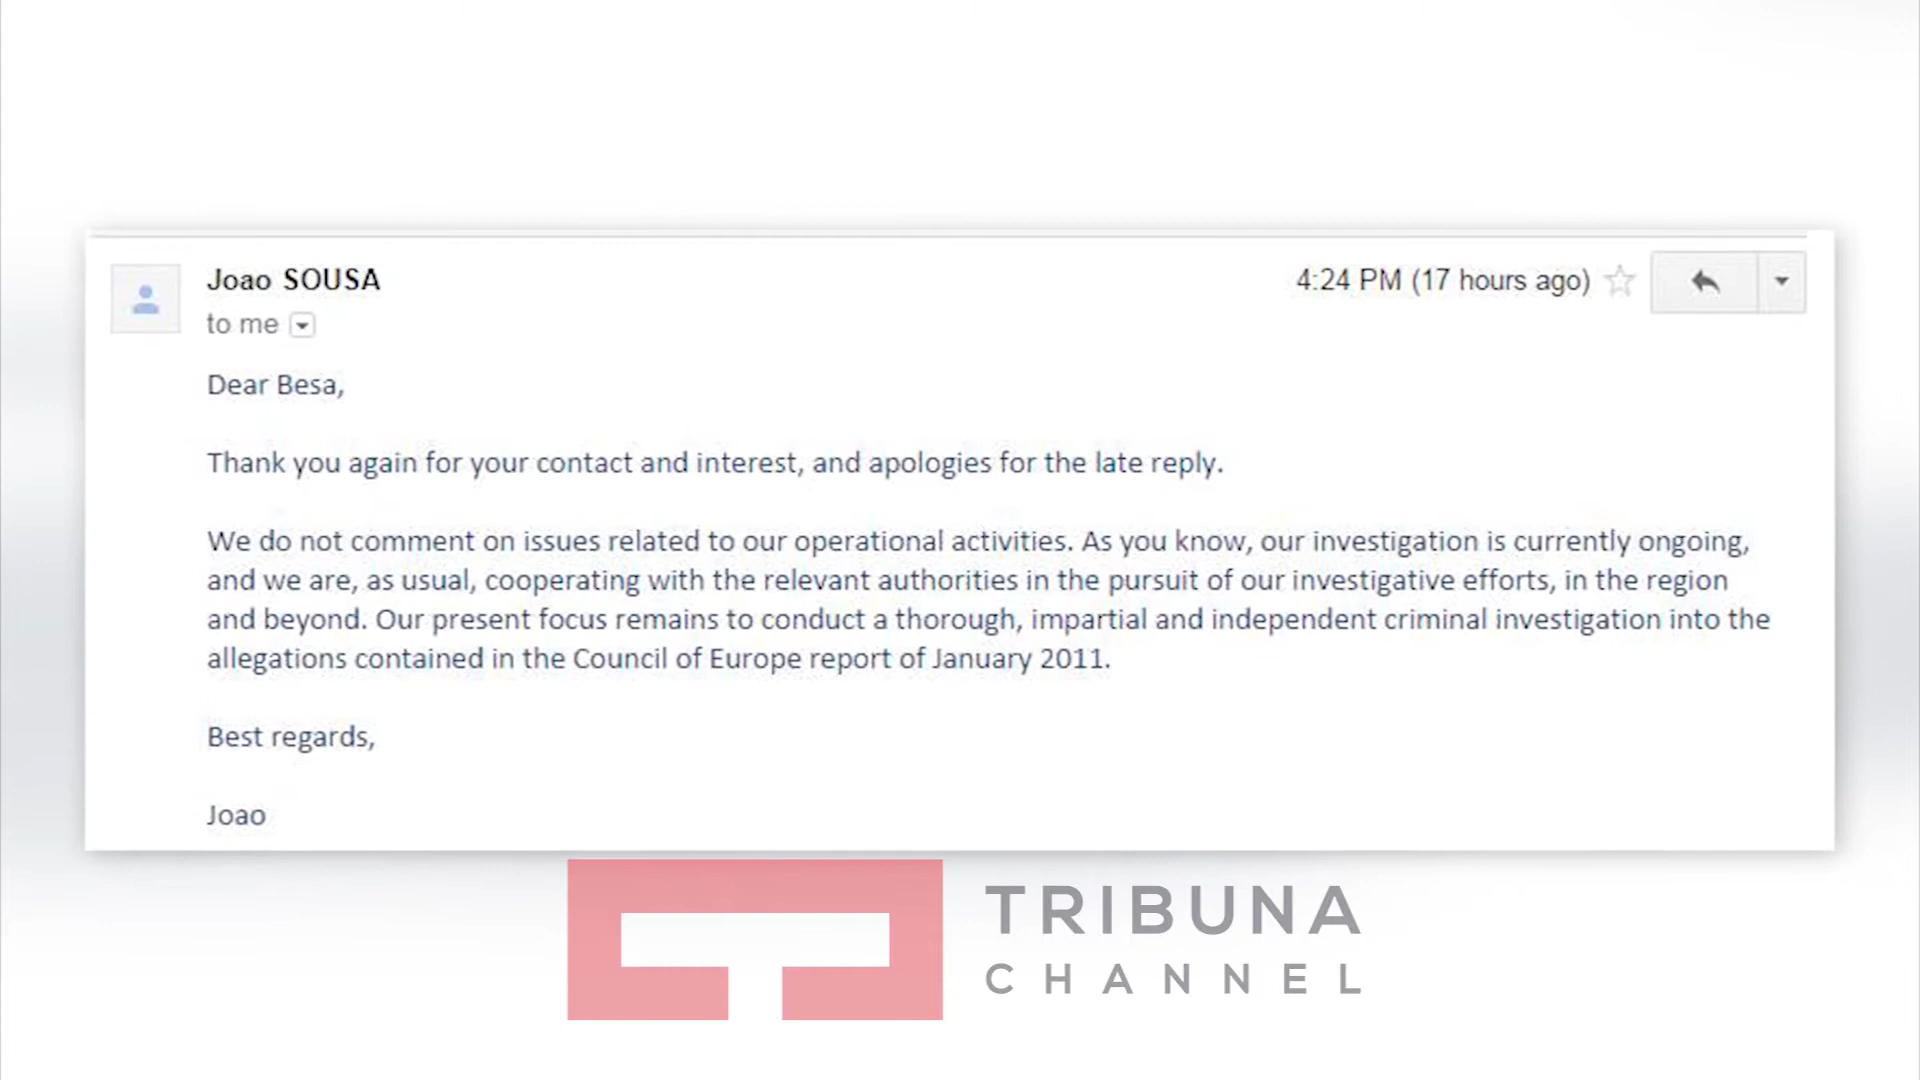 Joao SOUSA
4:24 PM (17 hours ago)
to me
Dear Besa,
Thank you again for your contact and interest, and apologies for the late reply.
We do not comment on issues related to our operational activities. As you know, our investigation is currently ongoing,
and we are, as usual, cooperating with the relevant authorities in the pursuit of our investigative efforts, in the region
and beyond. Our present focus remains to conduct a thorough, impartial and independent criminal investigation into the
allegations contained in the Council of Europe report of January 2011.
Best regards,
Joao
TRIBUNA
CHANNEL